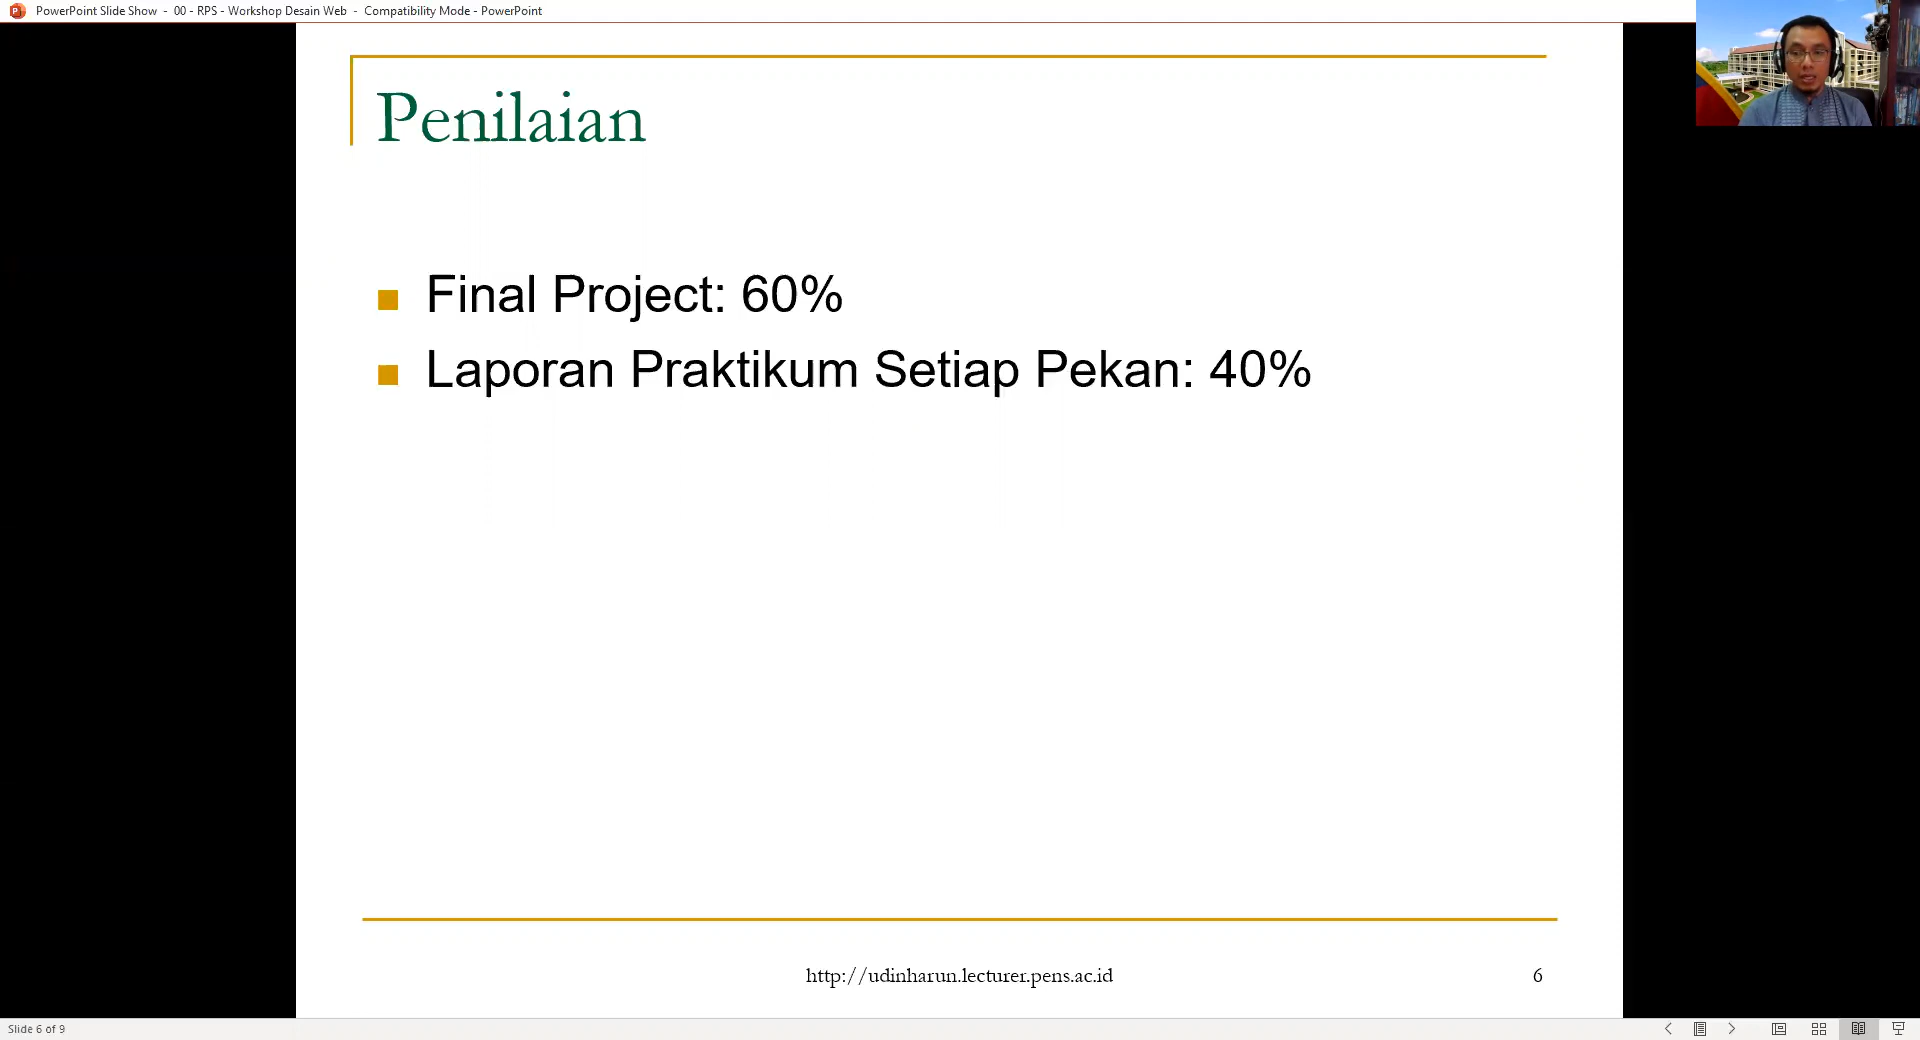 PowerPoint Slide Show - 00 - RPS - Workshop Desain Web - Compatibility Mode - PowerPoint
Penilaian
Final Project: 60%
Laporan Praktikum Setiap Pekan: 40%
http://udinharun.lecturer.pens.ac.id
6
Slide 6 of 9